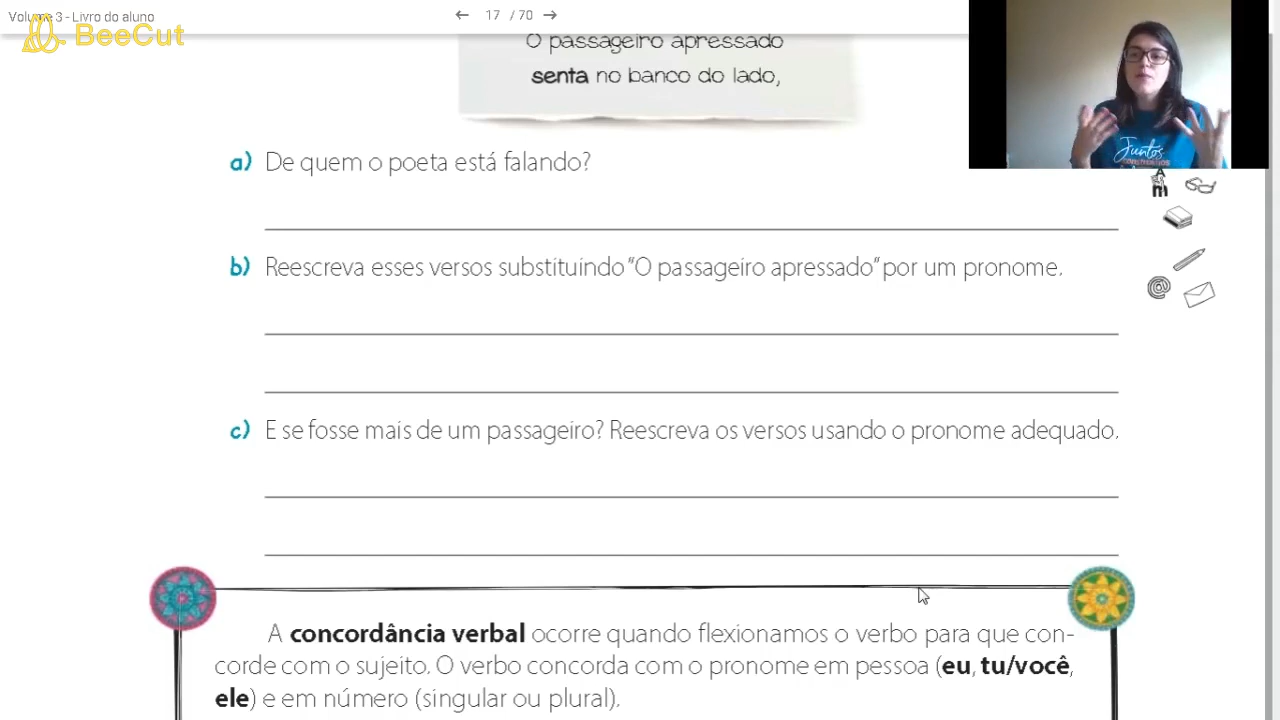 Volume 3 - Livro do aluno
17 / 70
BeeCut
O passageiro apressado
senta no banco do lado,
Juntos
a) De quem o poeta está falando?
b) Reescreva esses versos substituindo "O passageiro apressado" por um pronome.
@
c) E se fosse mais de um passageiro? Reescreva os versos usando o pronome adequado.
A concordância verbal ocorre quando flexionamos o verbo para que con-
corde com o sujeito. O verbo concorda com o pronome em pessoa (eu, tu/você,
ele) e em número (singular ou plural).